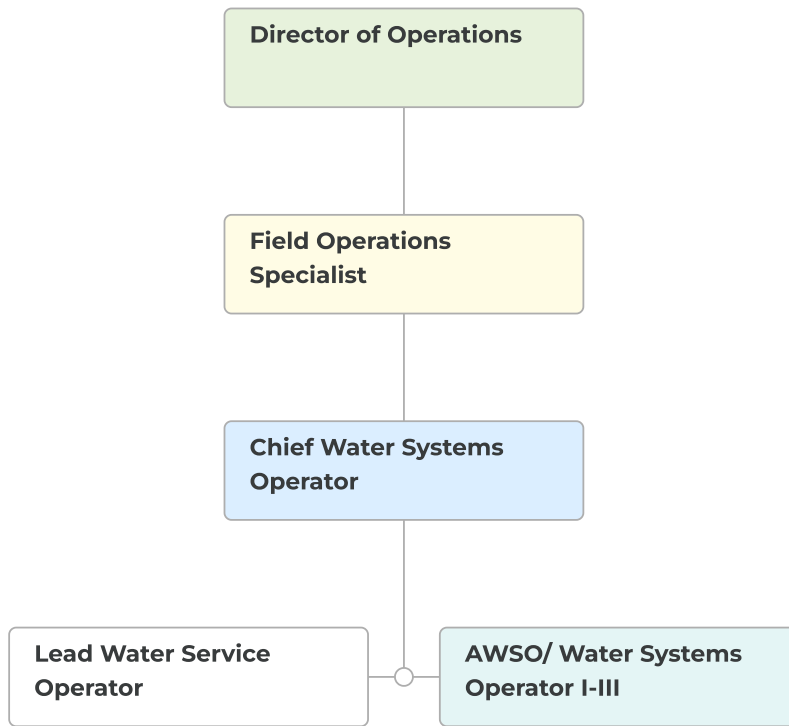 Director of Operations
Field Operations
Specialist
Chief Water Systems
Operator
Lead Water Service
Operator
AWSO/ Water Systems
Operator I-III